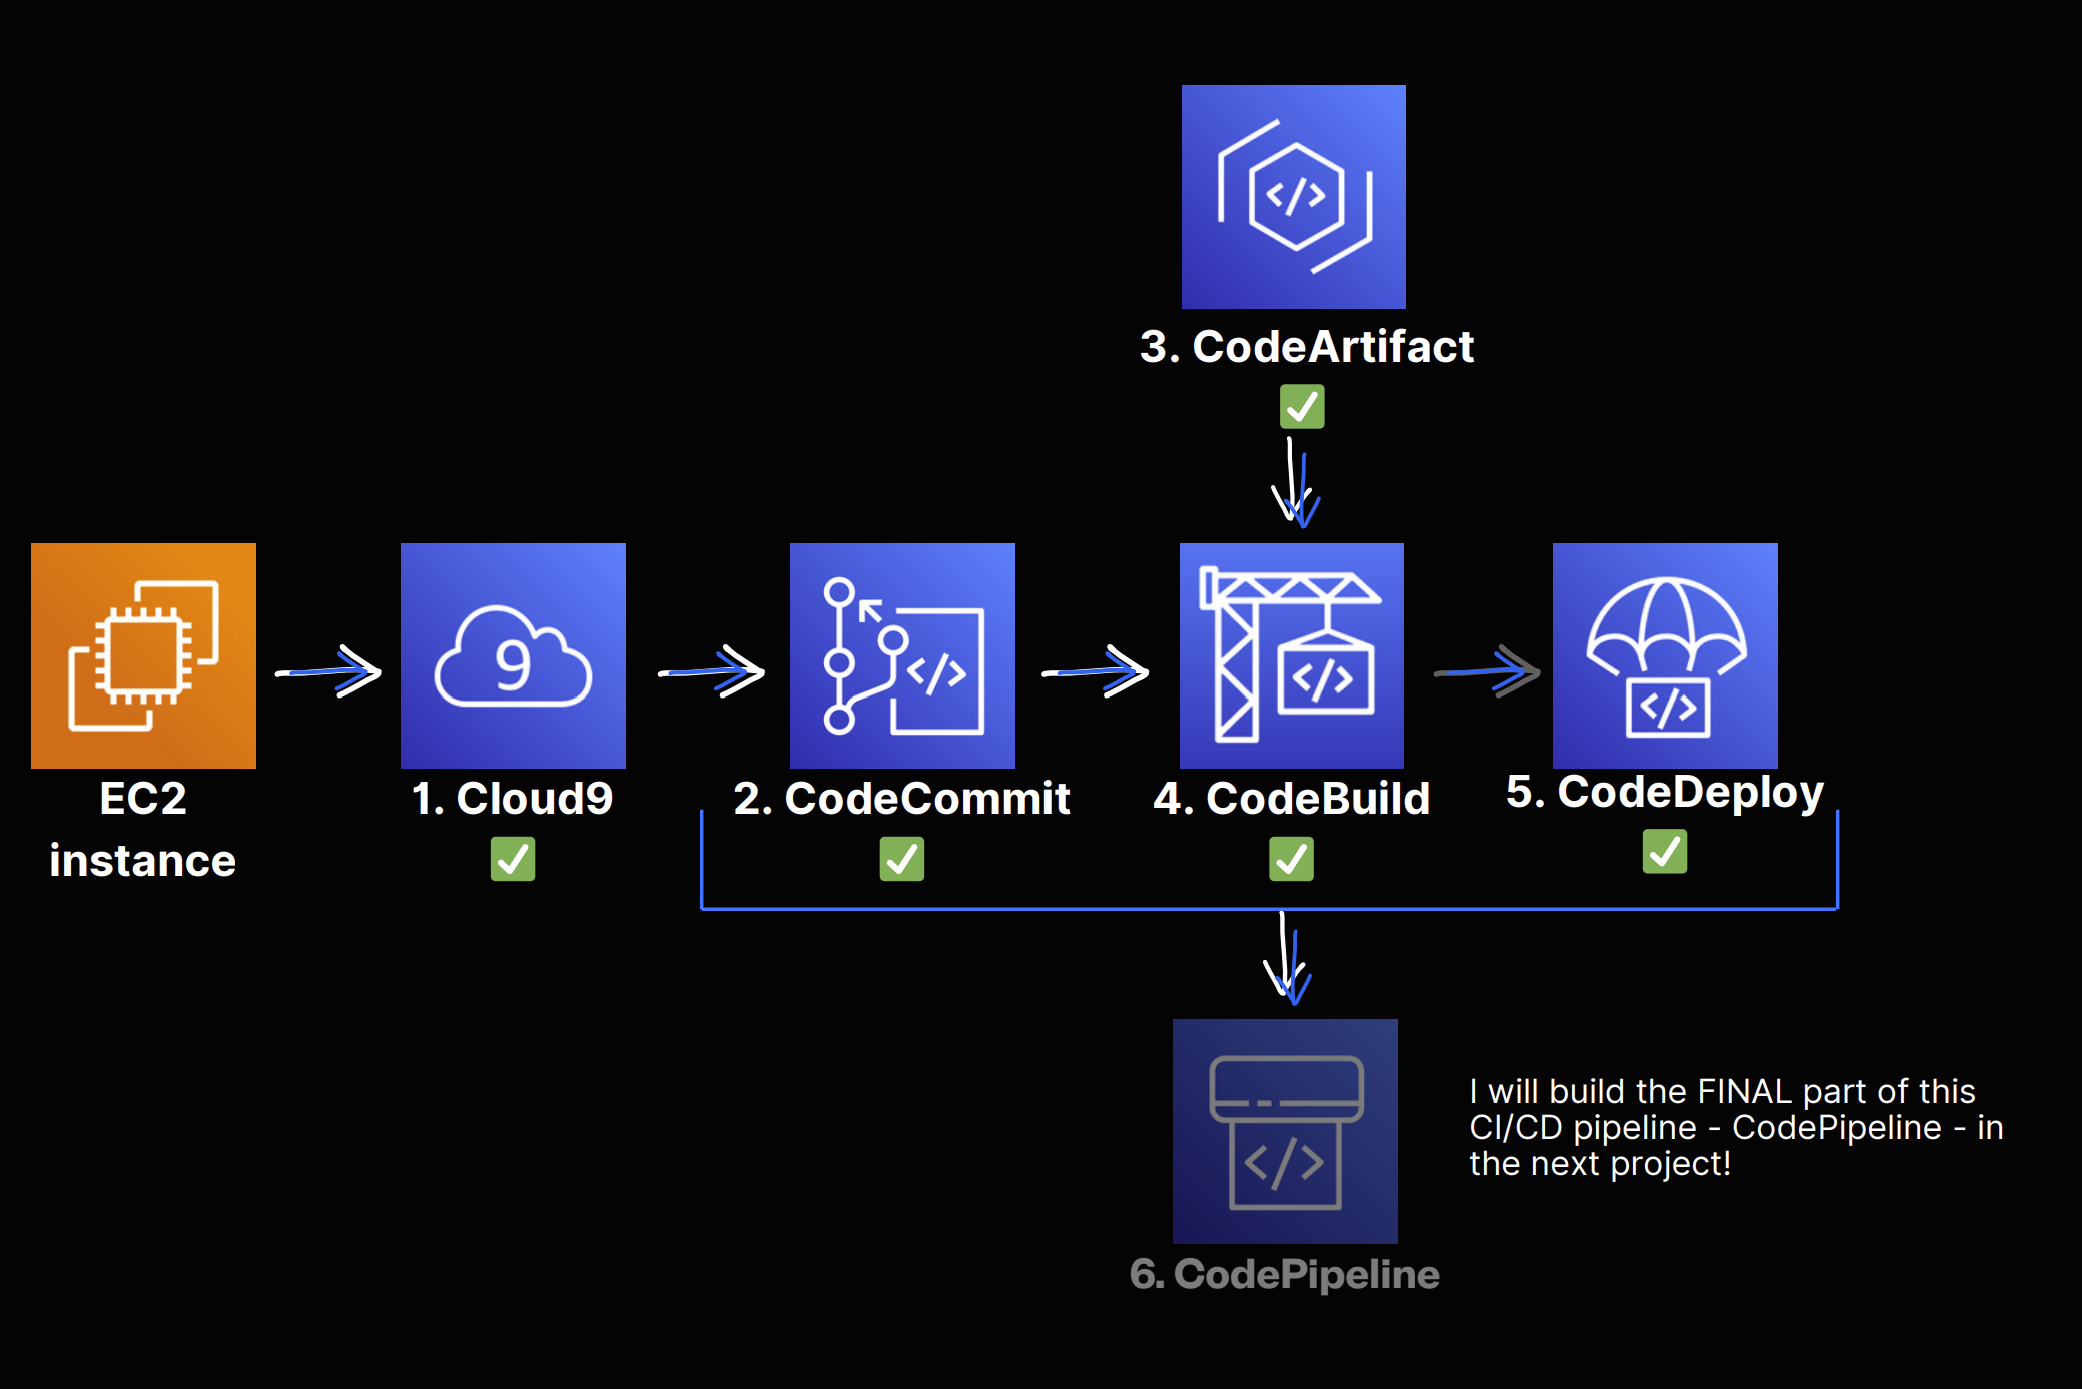 </>
3. CodeArtifact
9
</>
</>
</>
EC2
instance
1. Cloud9
2. CodeCommit
4. CodeBuild
5. CodeDeploy
</>
6. CodePipeline
I will build the FINAL part of this
CI/CD pipeline - CodePipeline - in
the next project!